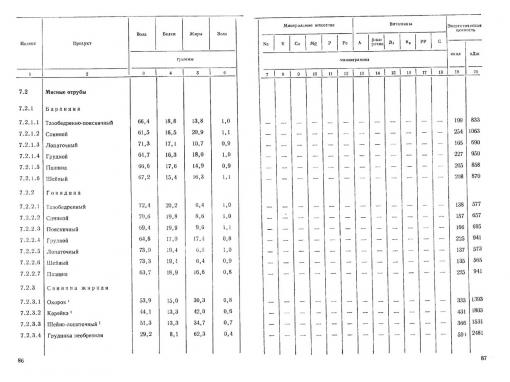 Вода Белки Жиры Зола
Минеральные вещества Витамины Энергетическая ценность
Индекс Продукт
Na K Ca Mg P Fe A B₁ B₂ PP C ккал кДж
граммы
миллиграммы
1 2 3 4 5 6 7 8 9 10 11 12 13 14 15 16 17 18 19 20
7.2 Мясные отрубы
7.2.1 Баранина
7.2.1.1 Тазобедренно-поясничный 66,4 18,8 13,8 1,0 — — — — — — — — — — — — 199 833
7.2.1.2 Спинной 61,5 16,5 20,9 1,1 — — — — — — — — — — — — 254 1063
7.2.1.3 Лопаточный 71,3 17,1 10,7 0,9 — — — — — — — — — — — — 165 690
7.2.1.4 Грудной 64,7 16,3 18,0 1,0 — — — — — — — — — — — — 227 950
7.2.1.5 Пашина 66,6 17,6 14,9 0,9 — — — — — — — — — — — — 205 858
7.2.1.6 Шейный 67,2 15,4 16,3 1,1 — — — — — — — — — — — — 208 870
7.2.2 Говядина
7.2.2.1 Тазобедренный 72,4 20,2 6,4 1,0 — — — — — — — — — — — — 138 577
7.2.2.2 Спинной 70,6 19,8 8,6 1,0 — — — — — — — — — — — — 157 657
7.2.2.3 Поясничный 69,4 19,9 9,6 1,1 — — — — — — — — — — — — 166 695
7.2.2.4 Грудной 64,8 17,0 17,4 0,8 — — — — — — — — — — — — 225 941
7.2.2.5 Лопаточный 19,4 — — — — — — — — — — — — 137 573
7.2.2.6 Шейный 73,3 19,4 6,4 0,9 — — — — — — — — — — — — 135 565
7.2.2.7 Пашина 63,7 18,9 16,6 0,8 — — — — — — — — — — — — 225 941
7.2.3 Свинина жирная
7.2.3.1 Окорок ¹ 53,9 15,0 30,3 0,8 — — — — — — — — — — — — 333 1393
7.2.3.2 Корейка ¹ 44,1 13,3 42,0 0,6 — — — — — — — — — — — — 431 1803
7.2.3.3 Шейно-лопаточный ¹ 51,3 13,3 34,7 0,7 — — — — — — — — — — — — 366 1531
7.2.3.4 Грудинка необрезная 29,2 8,1 62,3 0,4 — — — — — — — — — — — — 2481
86 87